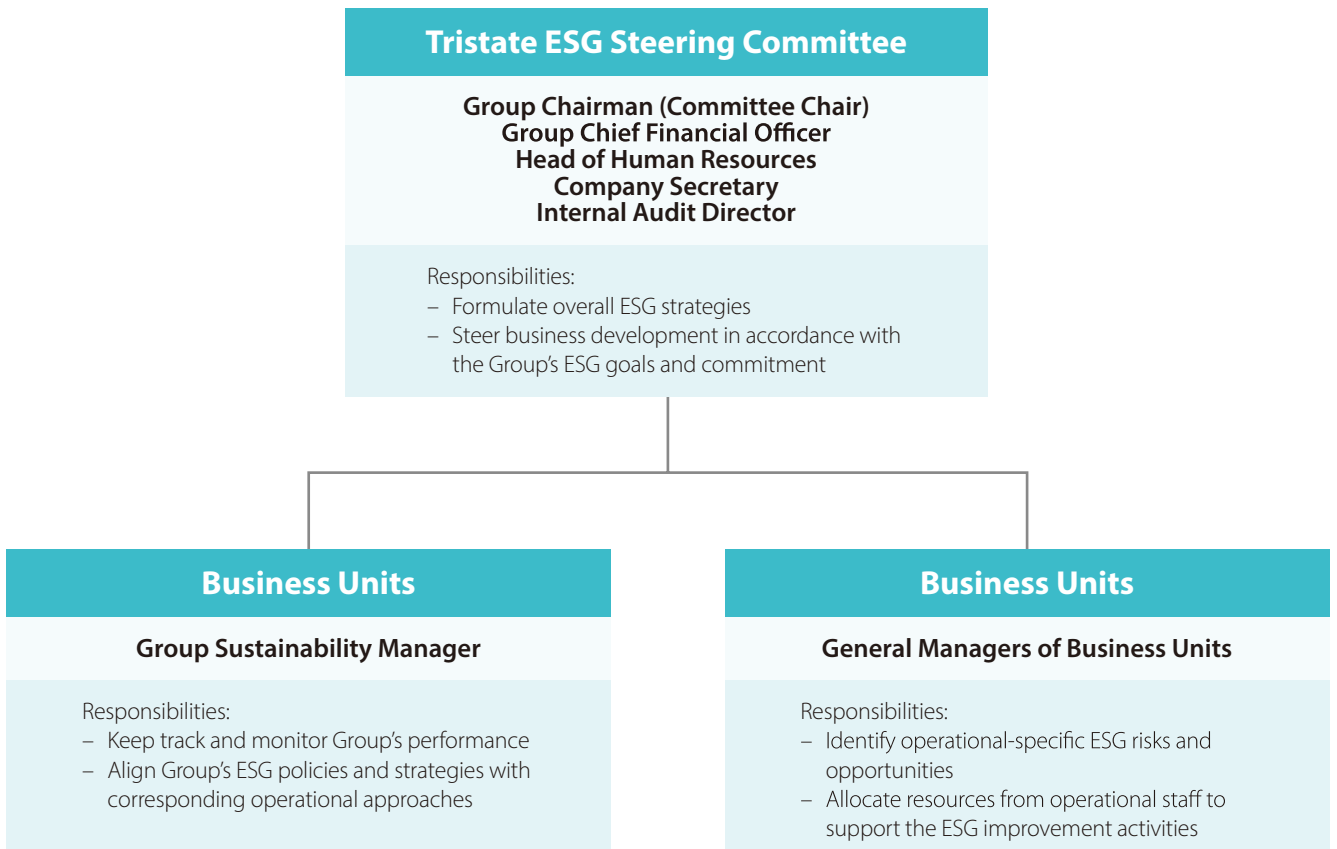 Tristate ESG Steering Committee
Group Chairman (Committee Chair)
Group Chief Financial Officer
Head of Human Resources
Company Secretary
Internal Audit Director
Responsibilities:
– Formulate overall ESG strategies
– Steer business development in accordance with
the Group’s ESG goals and commitment
Business Units
Group Sustainability Manager
Responsibilities:
– Keep track and monitor Group’s performance
– Align Group’s ESG policies and strategies with
corresponding operational approaches
Business Units
General Managers of Business Units
Responsibilities:
– Identify operational-specific ESG risks and
opportunities
– Allocate resources from operational staff to
support the ESG improvement activities